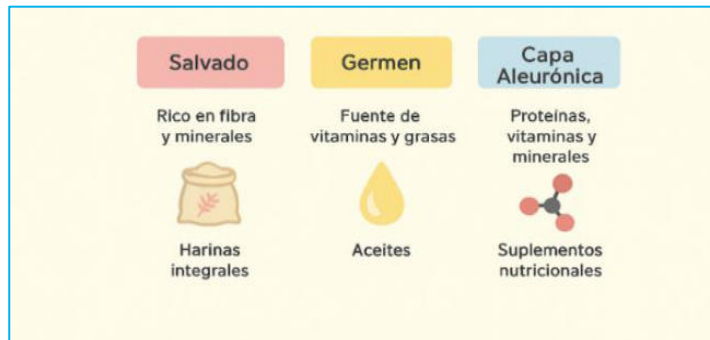 Salvado
Rico en fibra
y minerales
Harinas
integrales
Germen
Fuente de
vitaminas y grasas
Aceites
Capa
Aleurónica
Proteínas,
vitaminas y
minerales
Suplementos
nutricionales